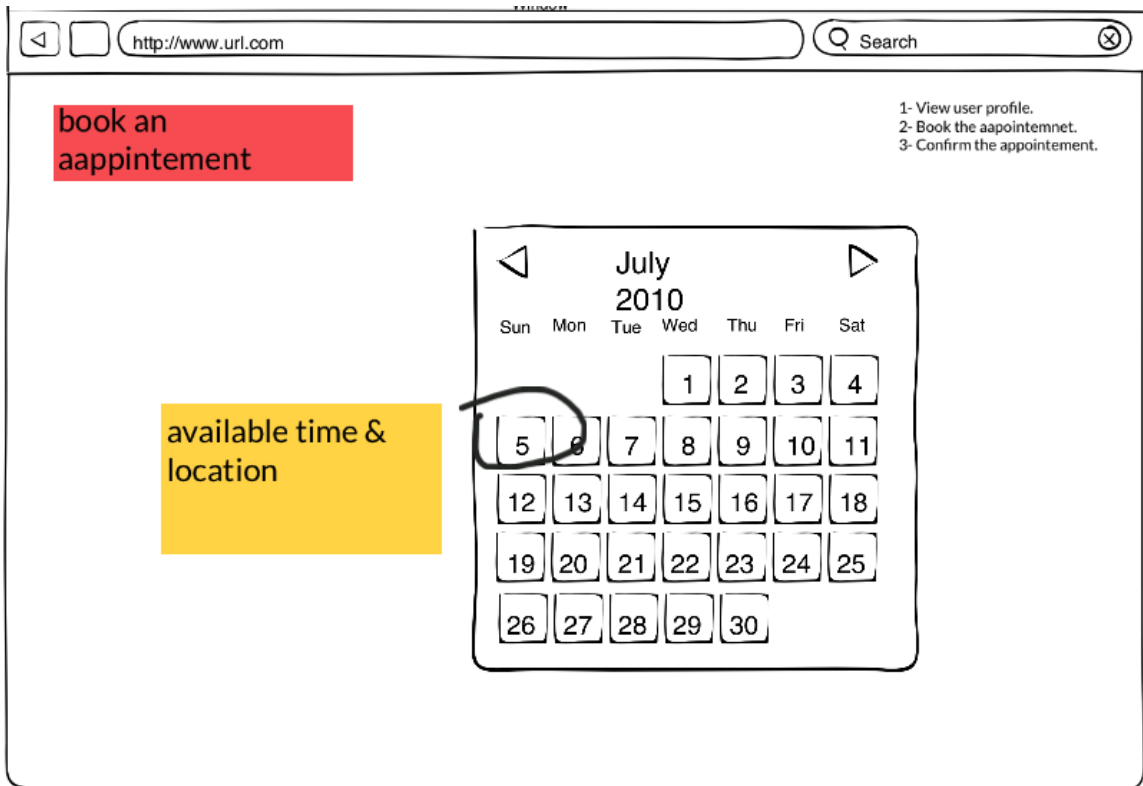 Window
http://www.url.com
Search
book an
aappintement
1- View user profile.
2- Book the aapointemnet.
3- Confirm the appointement.
July
2010
Sun Mon Tue Wed Thu Fri Sat
1 2 3 4
5 6 7 8 9 10 11
12 13 14 15 16 17 18
19 20 21 22 23 24 25
26 27 28 29 30
available time &
location